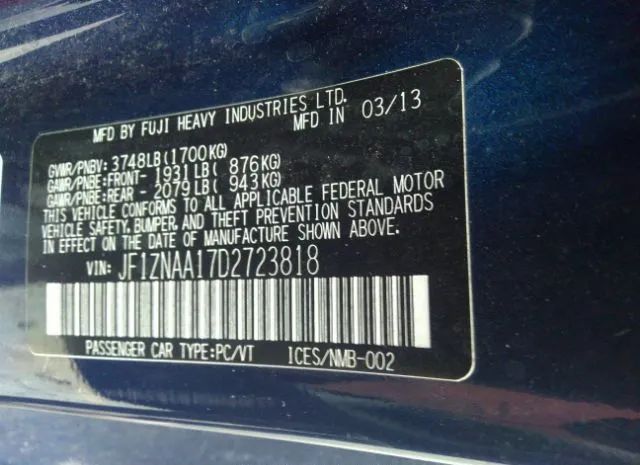 MFD BY FUJI HEAVY INDUSTRIES LTD.
MFD IN 03/13
GVWR/PNBV: 3748LB(1700KG)
GAWR/PNBE:FRONT- 1931LB( 876KG)
GAWR/PNBE:REAR - 2079LB( 943KG)
THIS VEHICLE CONFORMS TO ALL APPLICABLE FEDERAL MOTOR
VEHICLE SAFETY, BUMPER, AND THEFT PREVENTION STANDARDS
IN EFFECT ON THE DATE OF MANUFACTURE SHOWN ABOVE.
VIN: JF1ZNAA17D2723818
PASSENGER CAR TYPE:PC/VT ICES/NMB-002